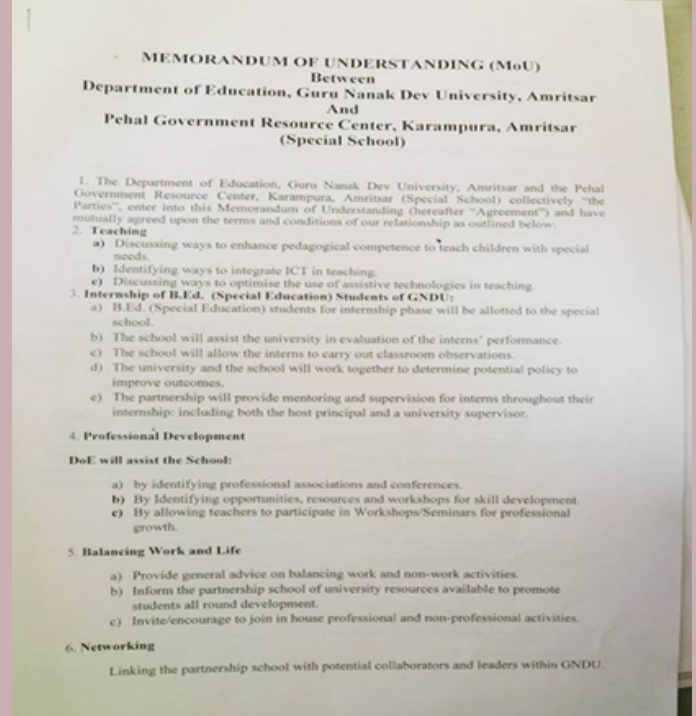 MEMORANDUM OF UNDERSTANDING (MoU)
Between
Department of Education, Guru Nanak Dev University, Amritsar
And
Pehal Government Resource Center, Karampura, Amritsar
(Special School)
1. The Department of Education, Guru Nanak Dev University, Amritsar and the Pehal
Government Resource Center, Karampura, Amritsar (Special School) collectively "the
Parties", enter into this Memorandum of Understanding (hereafter "Agreement") and have
mutually agreed upon the terms and conditions of our relationship as outlined below:
2. Teaching
a) Discussing ways to enhance pedagogical competence to teach children with special
needs.
b) Identifying ways to integrate ICT in teaching.
c) Discussing ways to optimise the use of assistive technologies in teaching.
3. Internship of B.Ed. (Special Education) Students of GNDU:
a) B.Ed. (Special Education) students for internship phase will be allotted to the special
school.
b) The school will assist the university in evaluation of the interns' performance.
c) The school will allow the interns to carry out classroom observations.
d) The university and the school will work together to determine potential policy to
improve outcomes.
e) The partnership will provide mentoring and supervision for interns throughout their
internship: including both the host principal and a university supervisor.
4. Professional Development
DoE will assist the School:
a) by identifying professional associations and conferences.
b) By Identifying opportunities, resources and workshops for skill development.
c) By allowing teachers to participate in Workshops/Seminars for professional
growth.
5. Balancing Work and Life
a) Provide general advice on balancing work and non-work activities.
b) Inform the partnership school of university resources available to promote
students all round development.
c) Invite/encourage to join in house professional and non-professional activities.
6. Networking
Linking the partnership school with potential collaborators and leaders within GNDU.